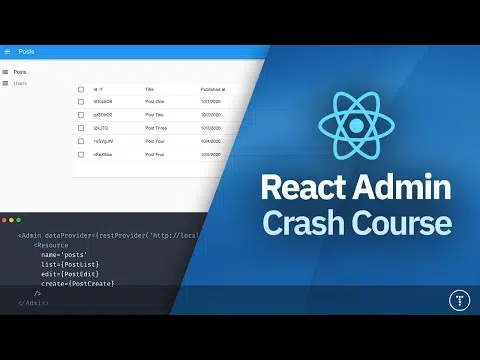 Posts
Posts
Users
Id Title Published at
Post One 10/1/2020
Post Two 10/2/2020
Post Three 10/3/2020
Post Four 10/4/2020
Post Five 10/5/2020
React Admin
Crash Course
<Admin dataProvider={restProvider('http://local
<Resource
name='posts'
list={PostList}
edit={PostEdit}
create={PostCreate}
/>
</Admin>